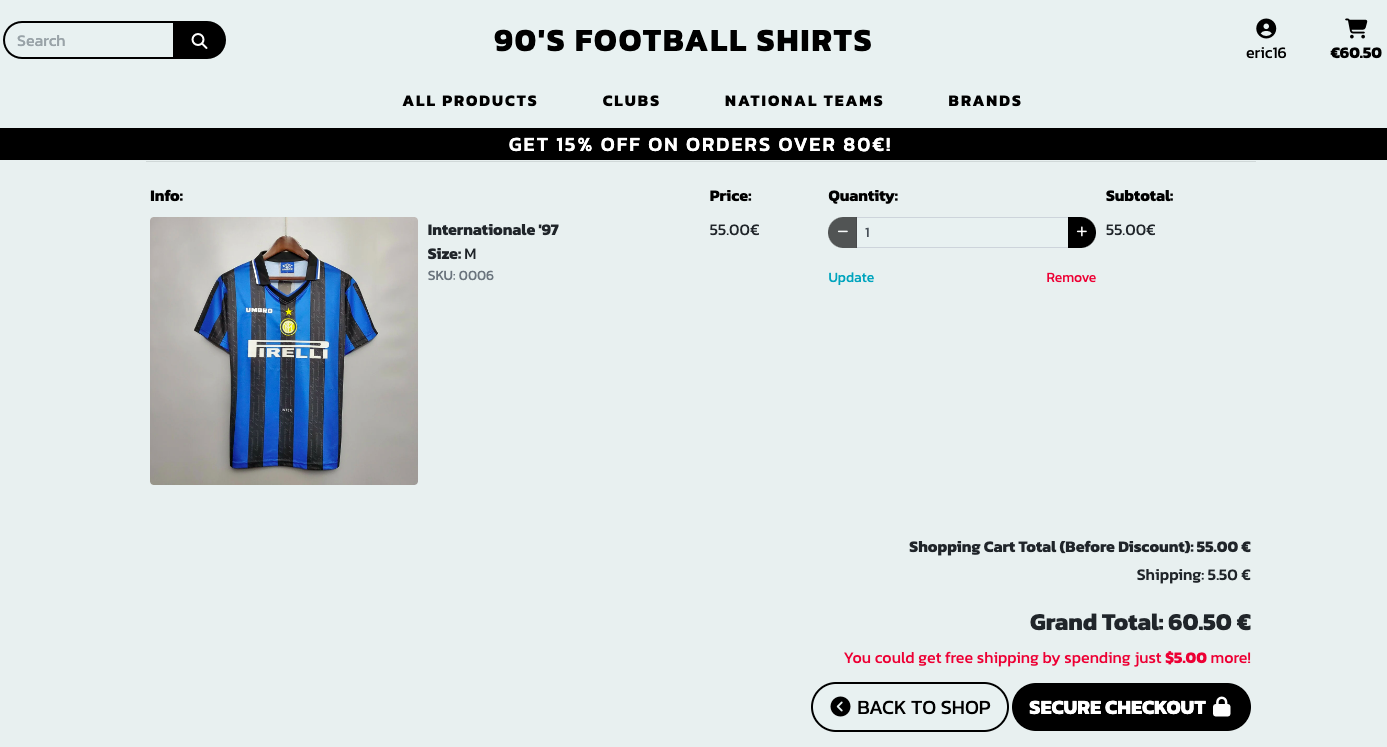 Search
90'S FOOTBALL SHIRTS
eric16
€60.50
ALL PRODUCTS CLUBS NATIONAL TEAMS BRANDS
GET 15% OFF ON ORDERS OVER 80€!
Info: Price: Quantity: Subtotal:
Internationale '97 55.00€ 1 55.00€
Size: M
SKU: 0006
Update Remove
UMBRO
PIRELLI
Shopping Cart Total (Before Discount): 55.00 €
Shipping: 5.50 €
Grand Total: 60.50 €
You could get free shipping by spending just $5.00 more!
BACK TO SHOP SECURE CHECKOUT